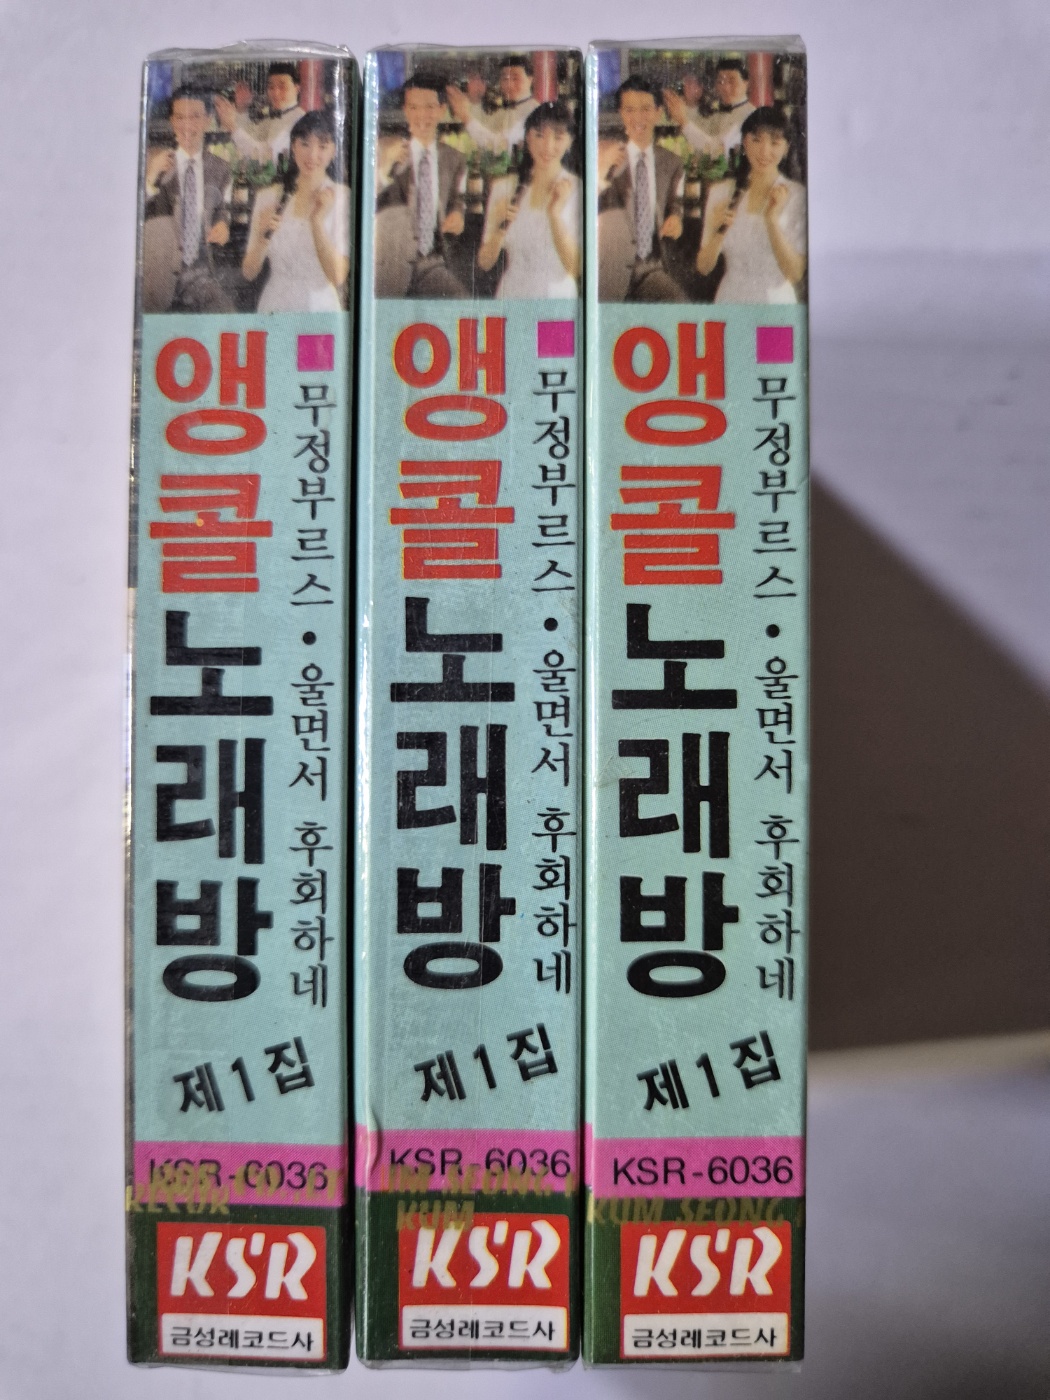 앵콜노래방
■무정부르스 • 울면서 후회하네
제1집
KSR-6036
KSR
금성레코드사
앵콜노래방
■무정부르스 • 울면서 후회하네
제1집
KSR-6036
KUM
KSR
금성레코드사
앵콜노래방
■무정부르스 • 울면서 후회하네
제1집
KSR-6036
KUM SEONG
KSR
금성레코드사